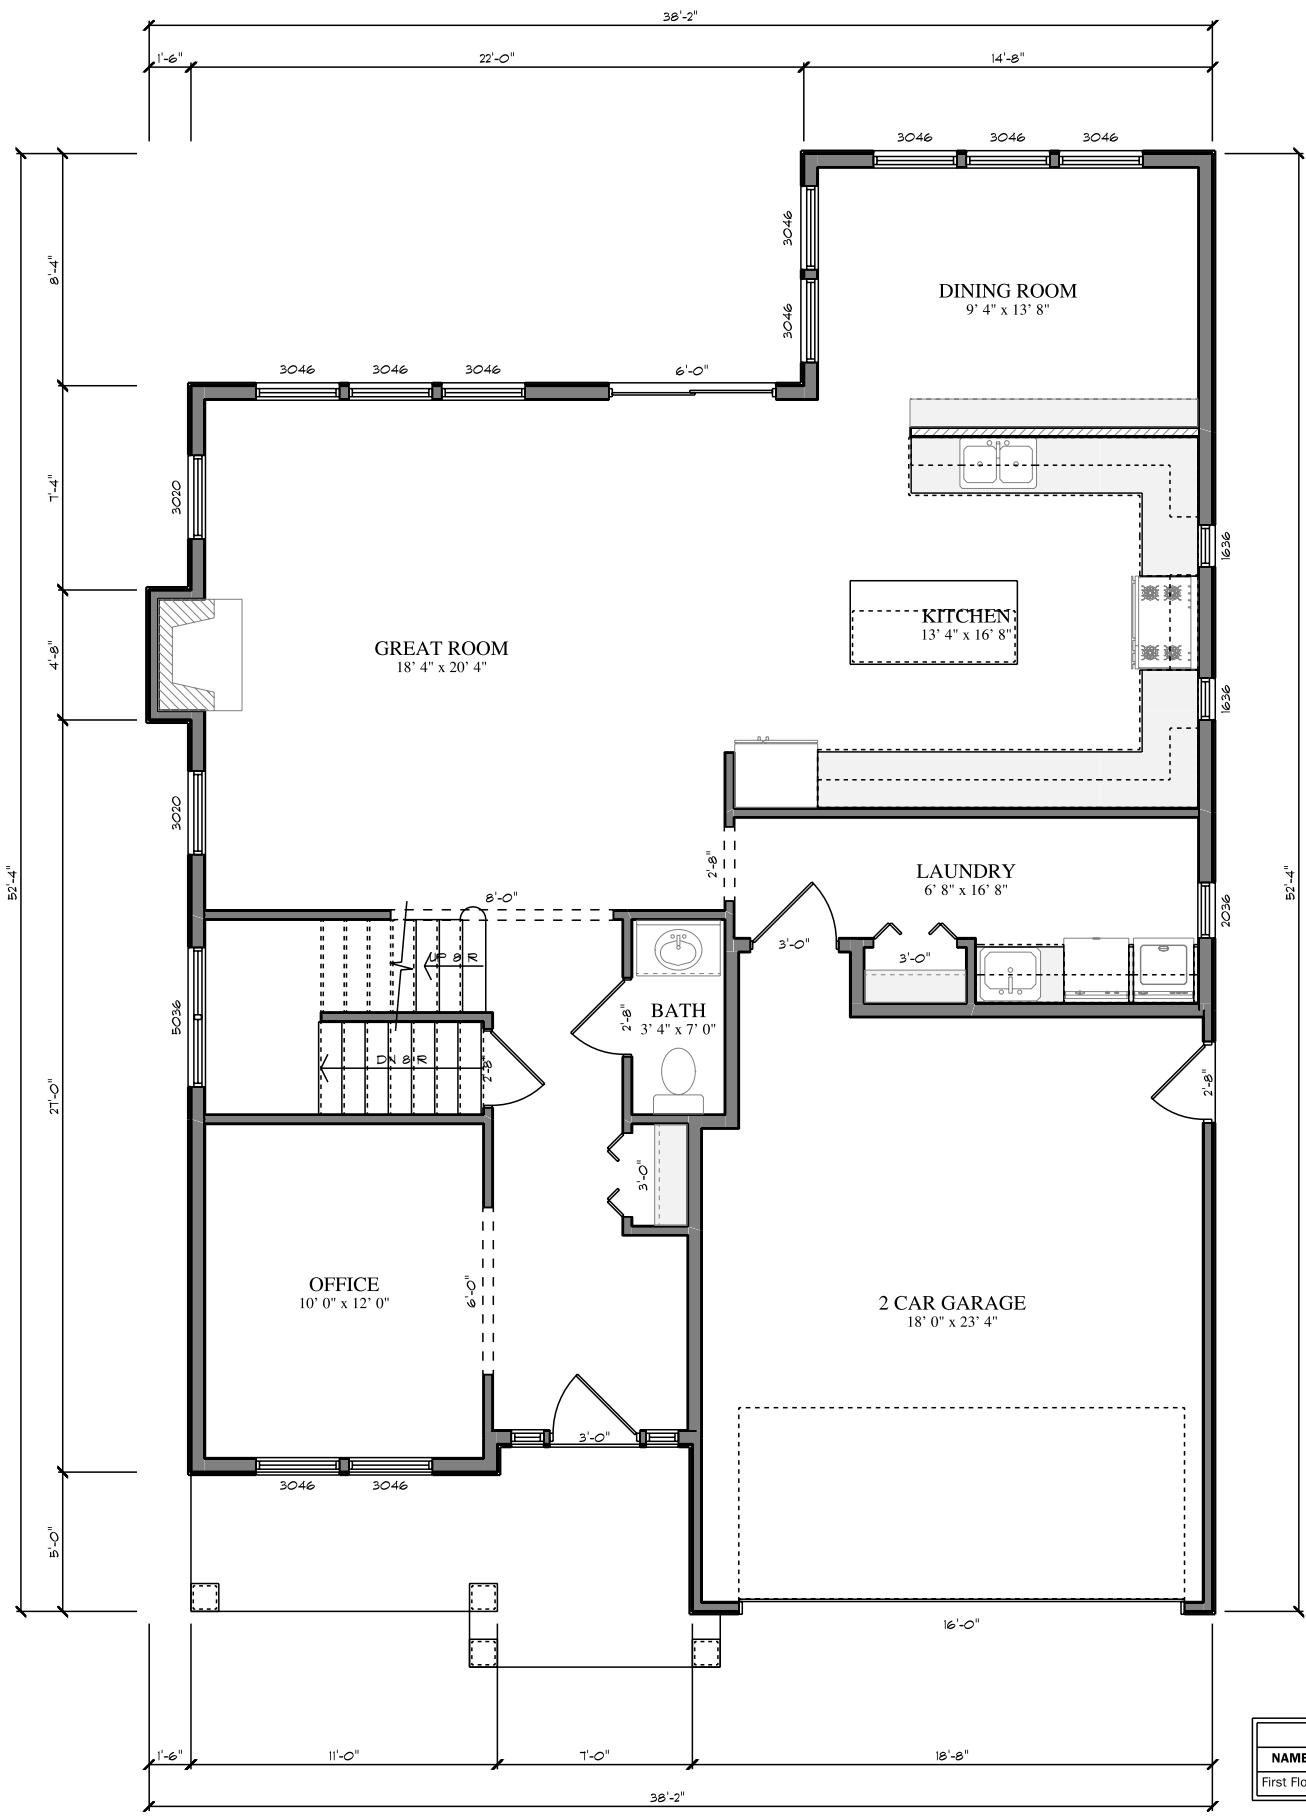 38'-2"
1'-6"
22'-0"
14'-8"
3046
3046
3046
3046
3046
8'-4"
DINING ROOM
9' 4" x 13' 8"
3046
3046
3046
6'-0"
7'-4"
3020
1636
KITCHEN
13' 4" x 16' 8"
GREAT ROOM
18' 4" x 20' 4"
4'-8"
1636
3020
2'-8"
LAUNDRY
6' 8" x 16' 8"
52'-4"
52'-4"
2036
8'-0"
3'-0"
3'-0"
UP 8R
5036
BATH
3' 4" x 7' 0"
2'-8"
DN 8R
2'-8"
2'-8"
27'-0"
3'-0"
OFFICE
10' 0" x 12' 0"
6'-0"
2 CAR GARAGE
18' 0" x 23' 4"
3'-0"
3046
3046
5'-0"
16'-0"
1'-6"
11'-0"
7'-0"
18'-8"
38'-2"
NAME
First Flo